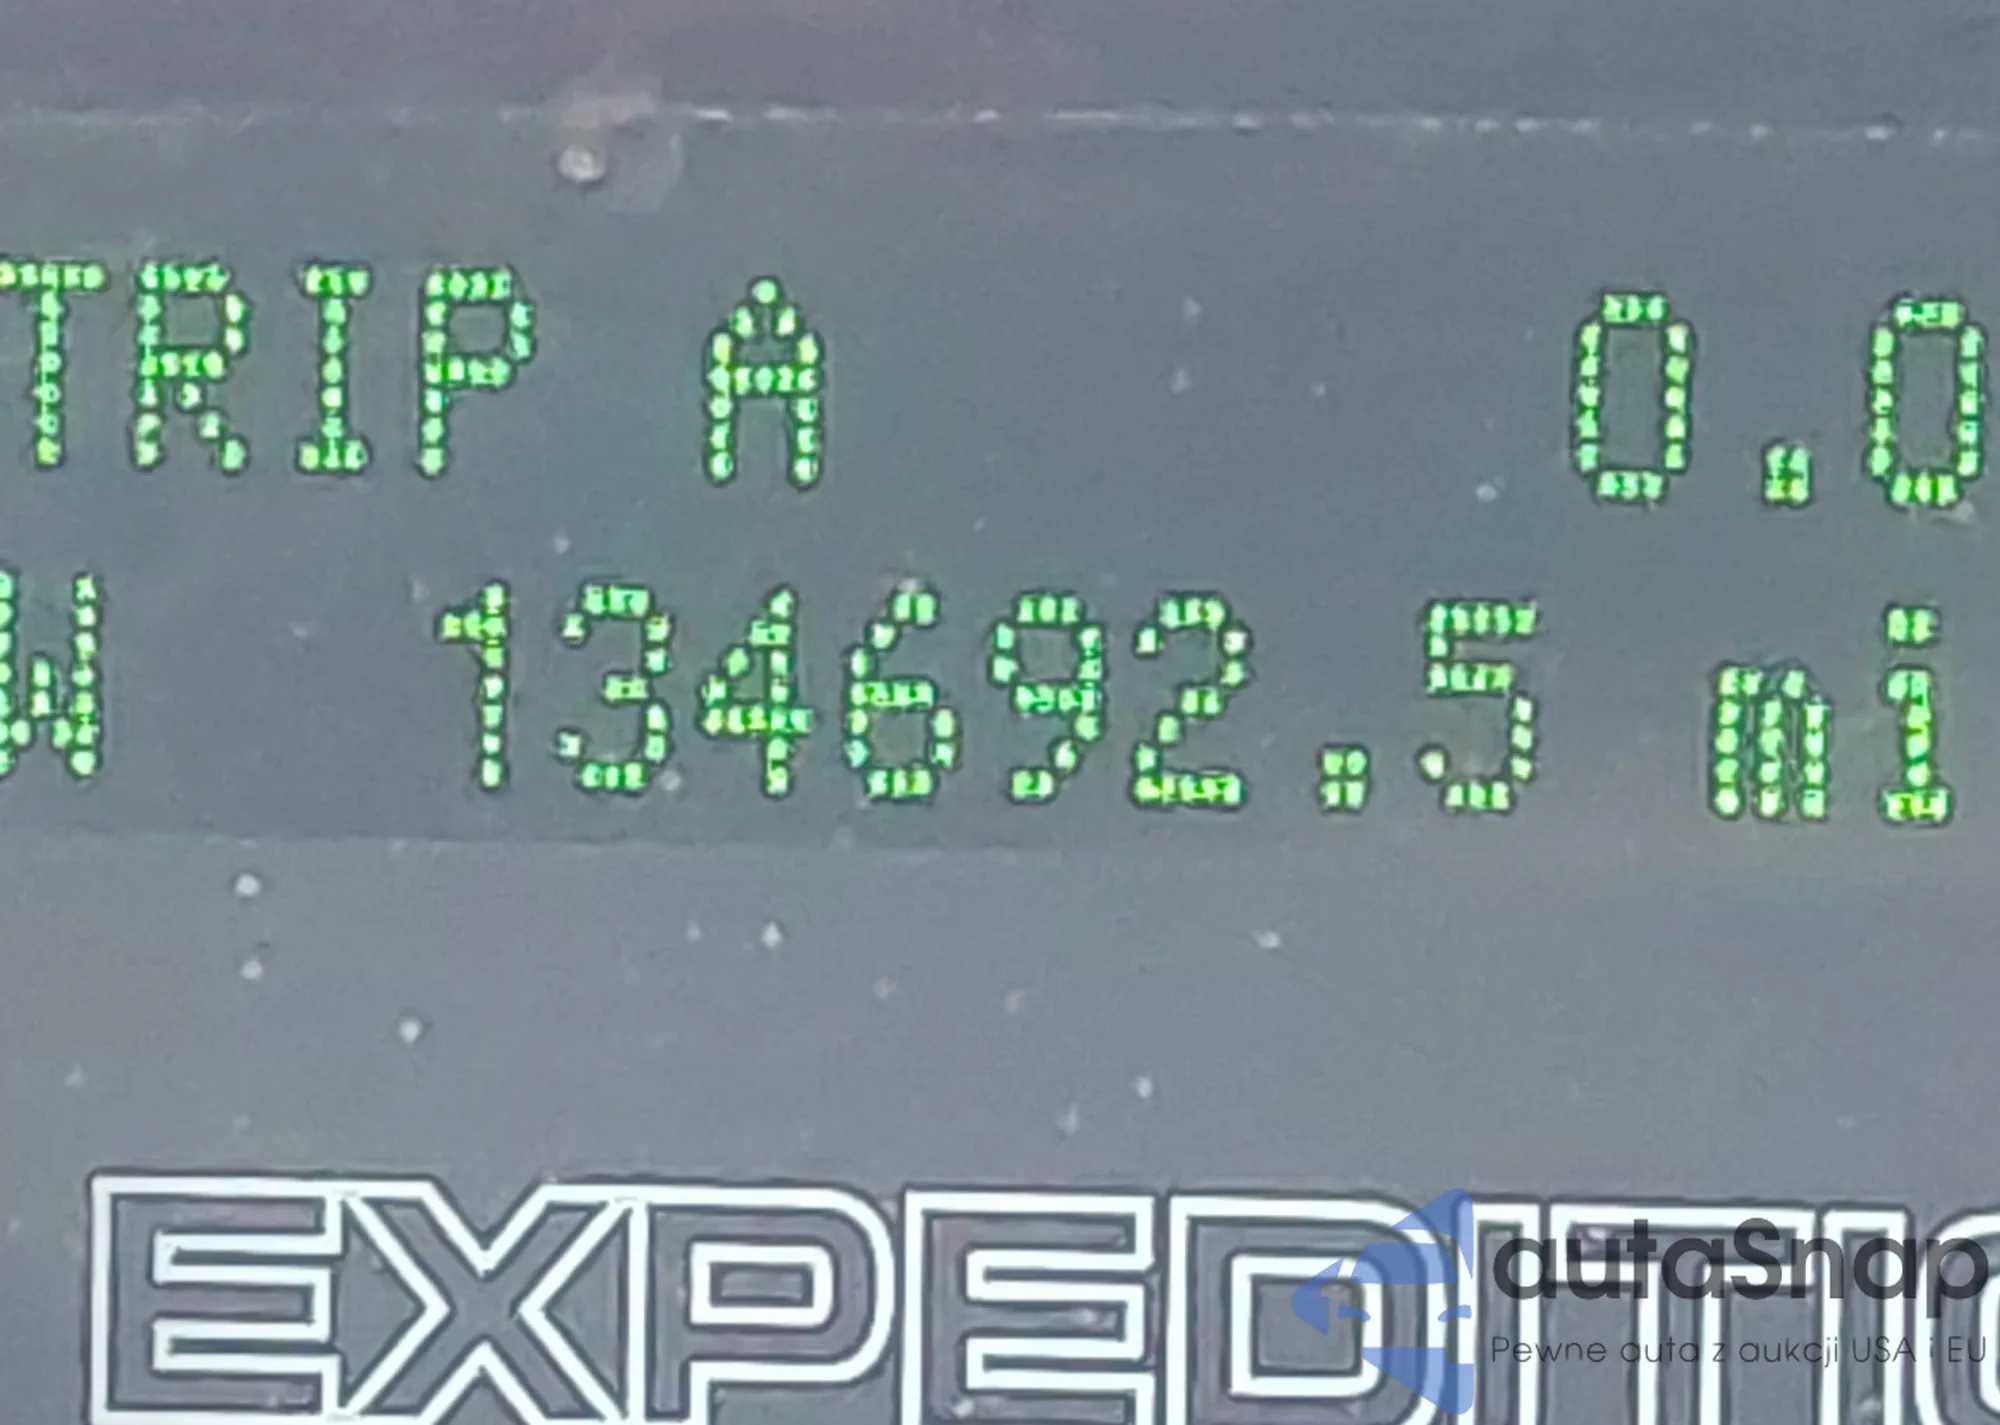 TRIP A 0.0
W 134692.5 mi
EXPEDITIO
autaSnap
Pewne auta z aukcji USA i EU